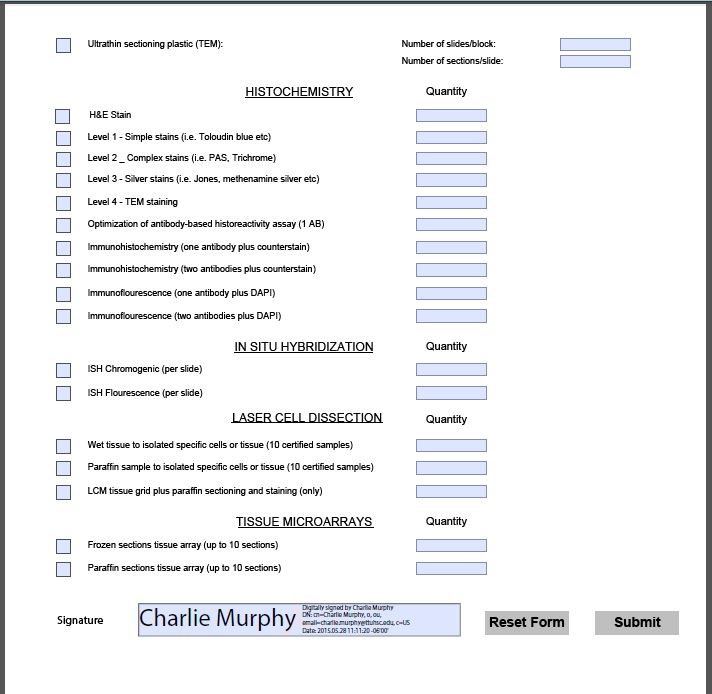 Ultrathin sectioning plastic (TEM): Number of slides/block:
Number of sections/slide:
HISTOCHEMISTRY Quantity
H&E Stain
Level 1 - Simple stains (i.e. Toloudin blue etc)
Level 2 _ Complex stains (i.e. PAS, Trichrome)
Level 3 - Silver stains (i.e. Jones, methenamine silver etc)
Level 4 - TEM staining
Optimization of antibody-based historeactivity assay (1 AB)
Immunohistochemistry (one antibody plus counterstain)
Immunohistochemistry (two antibodies plus counterstain)
Immunoflourescence (one antibody plus DAPI)
Immunoflourescence (two antibodies plus DAPI)
IN SITU HYBRIDIZATION Quantity
ISH Chromogenic (per slide)
ISH Flourescence (per slide)
LASER CELL DISSECTION Quantity
Wet tissue to isolated specific cells or tissue (10 certified samples)
Paraffin sample to isolated specific cells or tissue (10 certified samples)
LCM tissue grid plus paraffin sectioning and staining (only)
TISSUE MICROARRAYS Quantity
Frozen sections tissue array (up to 10 sections)
Paraffin sections tissue array (up to 10 sections)
Signature Charlie Murphy
Digitally signed by Charlie Murphy
DN: cn=Charlie Murphy, o, ou,
email=charlie.murphy@ttuhsc.edu, c=US
Date: 2015.05.28 11:11:20 -06'00'
Reset Form Submit